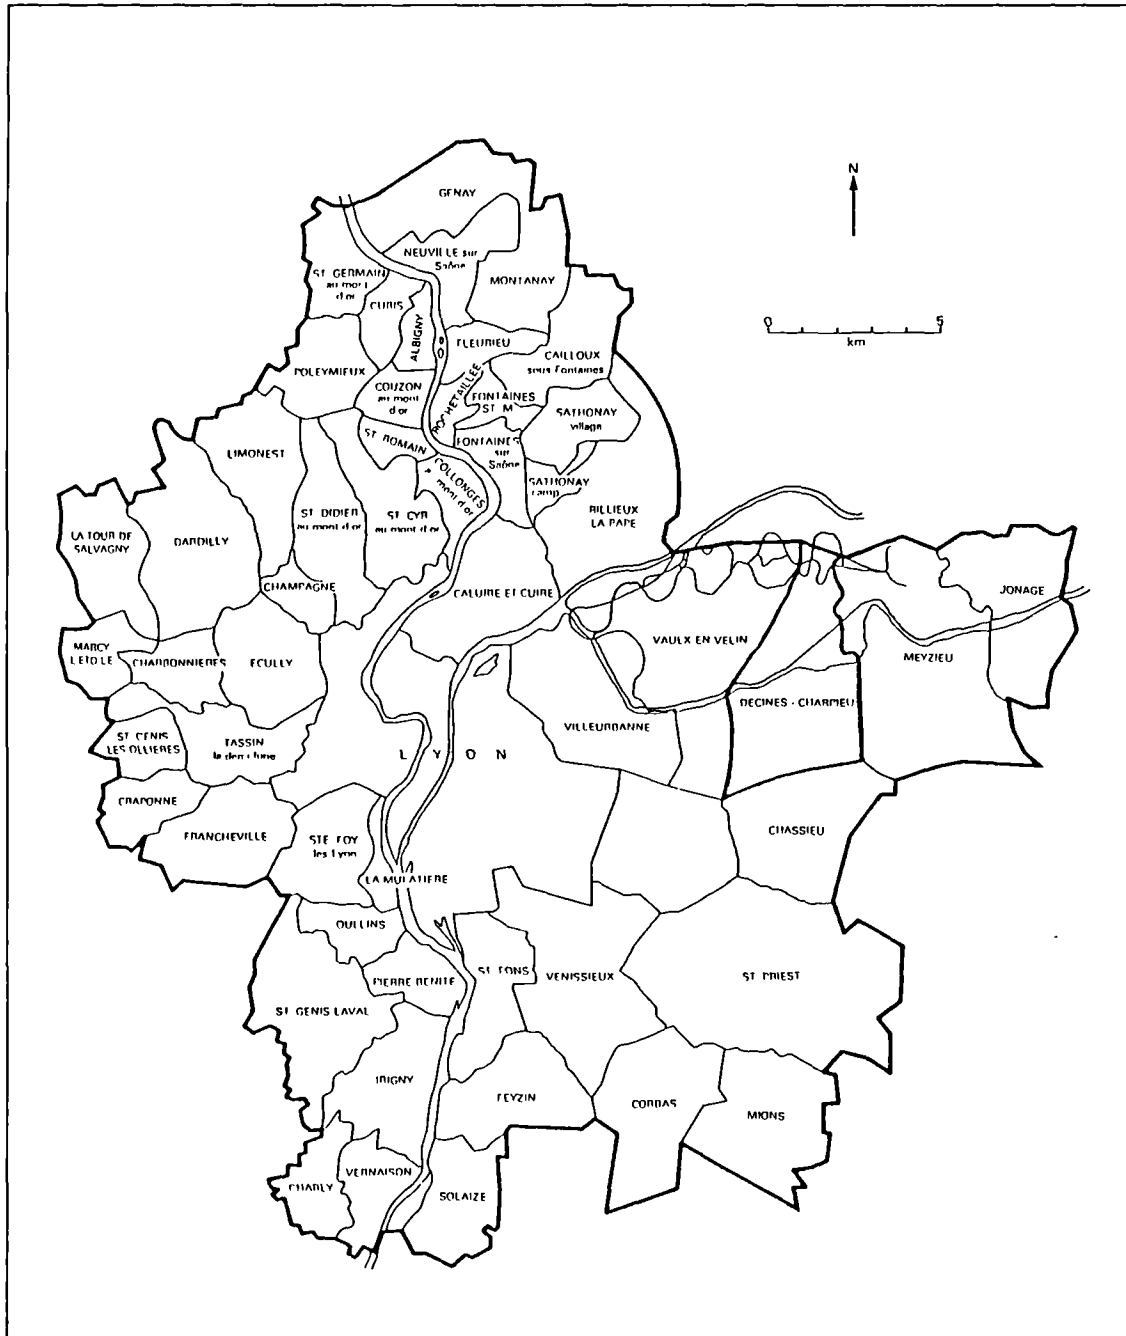 GENAY
N
NEUVILLE sur
Saône
ST GERMAIN
au mont
d'or
MONTANAY
CURIS
0 5
km
ALBIGNY
FLEURIEU
CAILLOUX
sous Fontaines
POLEYMIEUX
COUZON
au mont
d'or
ROCHETAILLEE
FONTAINES
ST M
SATHONAY
village
ST ROMAIN
FONTAINES
sur
Saône
LIMONEST
COLLONGES
au mont d'or
SATHONAY
camp
RILLIEUX
LA PAPE
ST DIDIER
au mont d'or
ST CYR
au mont d'or
LA TOUR DE
SALVAGNY
DARDILLY
CHAMPAGNE
CALUIRE ET CUIRE
JONAGE
MARCY
L'ETOILE
CHARBONNIERES
ECULLY
VAULX EN VELIN
MEYZIEU
DECINES - CHARPIEU
ST GENIS
LES OLLIERES
TASSIN
la demi lune
VILLEURBANNE
LYON
CRAPONNE
FRANCHEVILLE
STE FOY
les Lyon
CHASSIEU
LA MULATIERE
OULLINS
PIERRE BENITE
ST FONS
VENISSIEUX
ST PRIEST
ST GENIS LAVAL
IRIGNY
FEYZIN
CORBAS
MIONS
CHARLY
VERNAISON
SOLAIZE